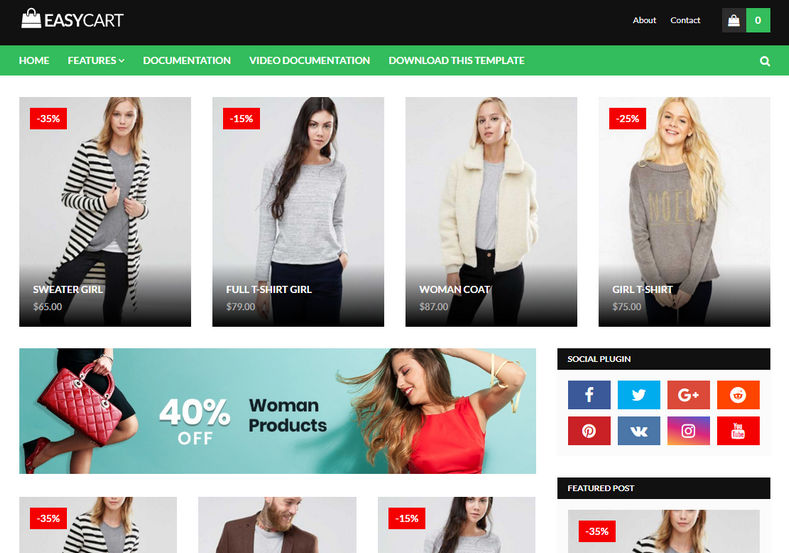 EASYCART
About Contact 0
HOME FEATURES DOCUMENTATION VIDEO DOCUMENTATION DOWNLOAD THIS TEMPLATE
-35% -15% -25%
SWEATER GIRL FULL T-SHIRT GIRL WOMAN COAT GIRL T-SHIRT
$65.00 $79.00 $87.00 $75.00
NOEL
40% OFF
Woman
Products
SOCIAL PLUGIN
You Tube
FEATURED POST
-35% -15%
-35%